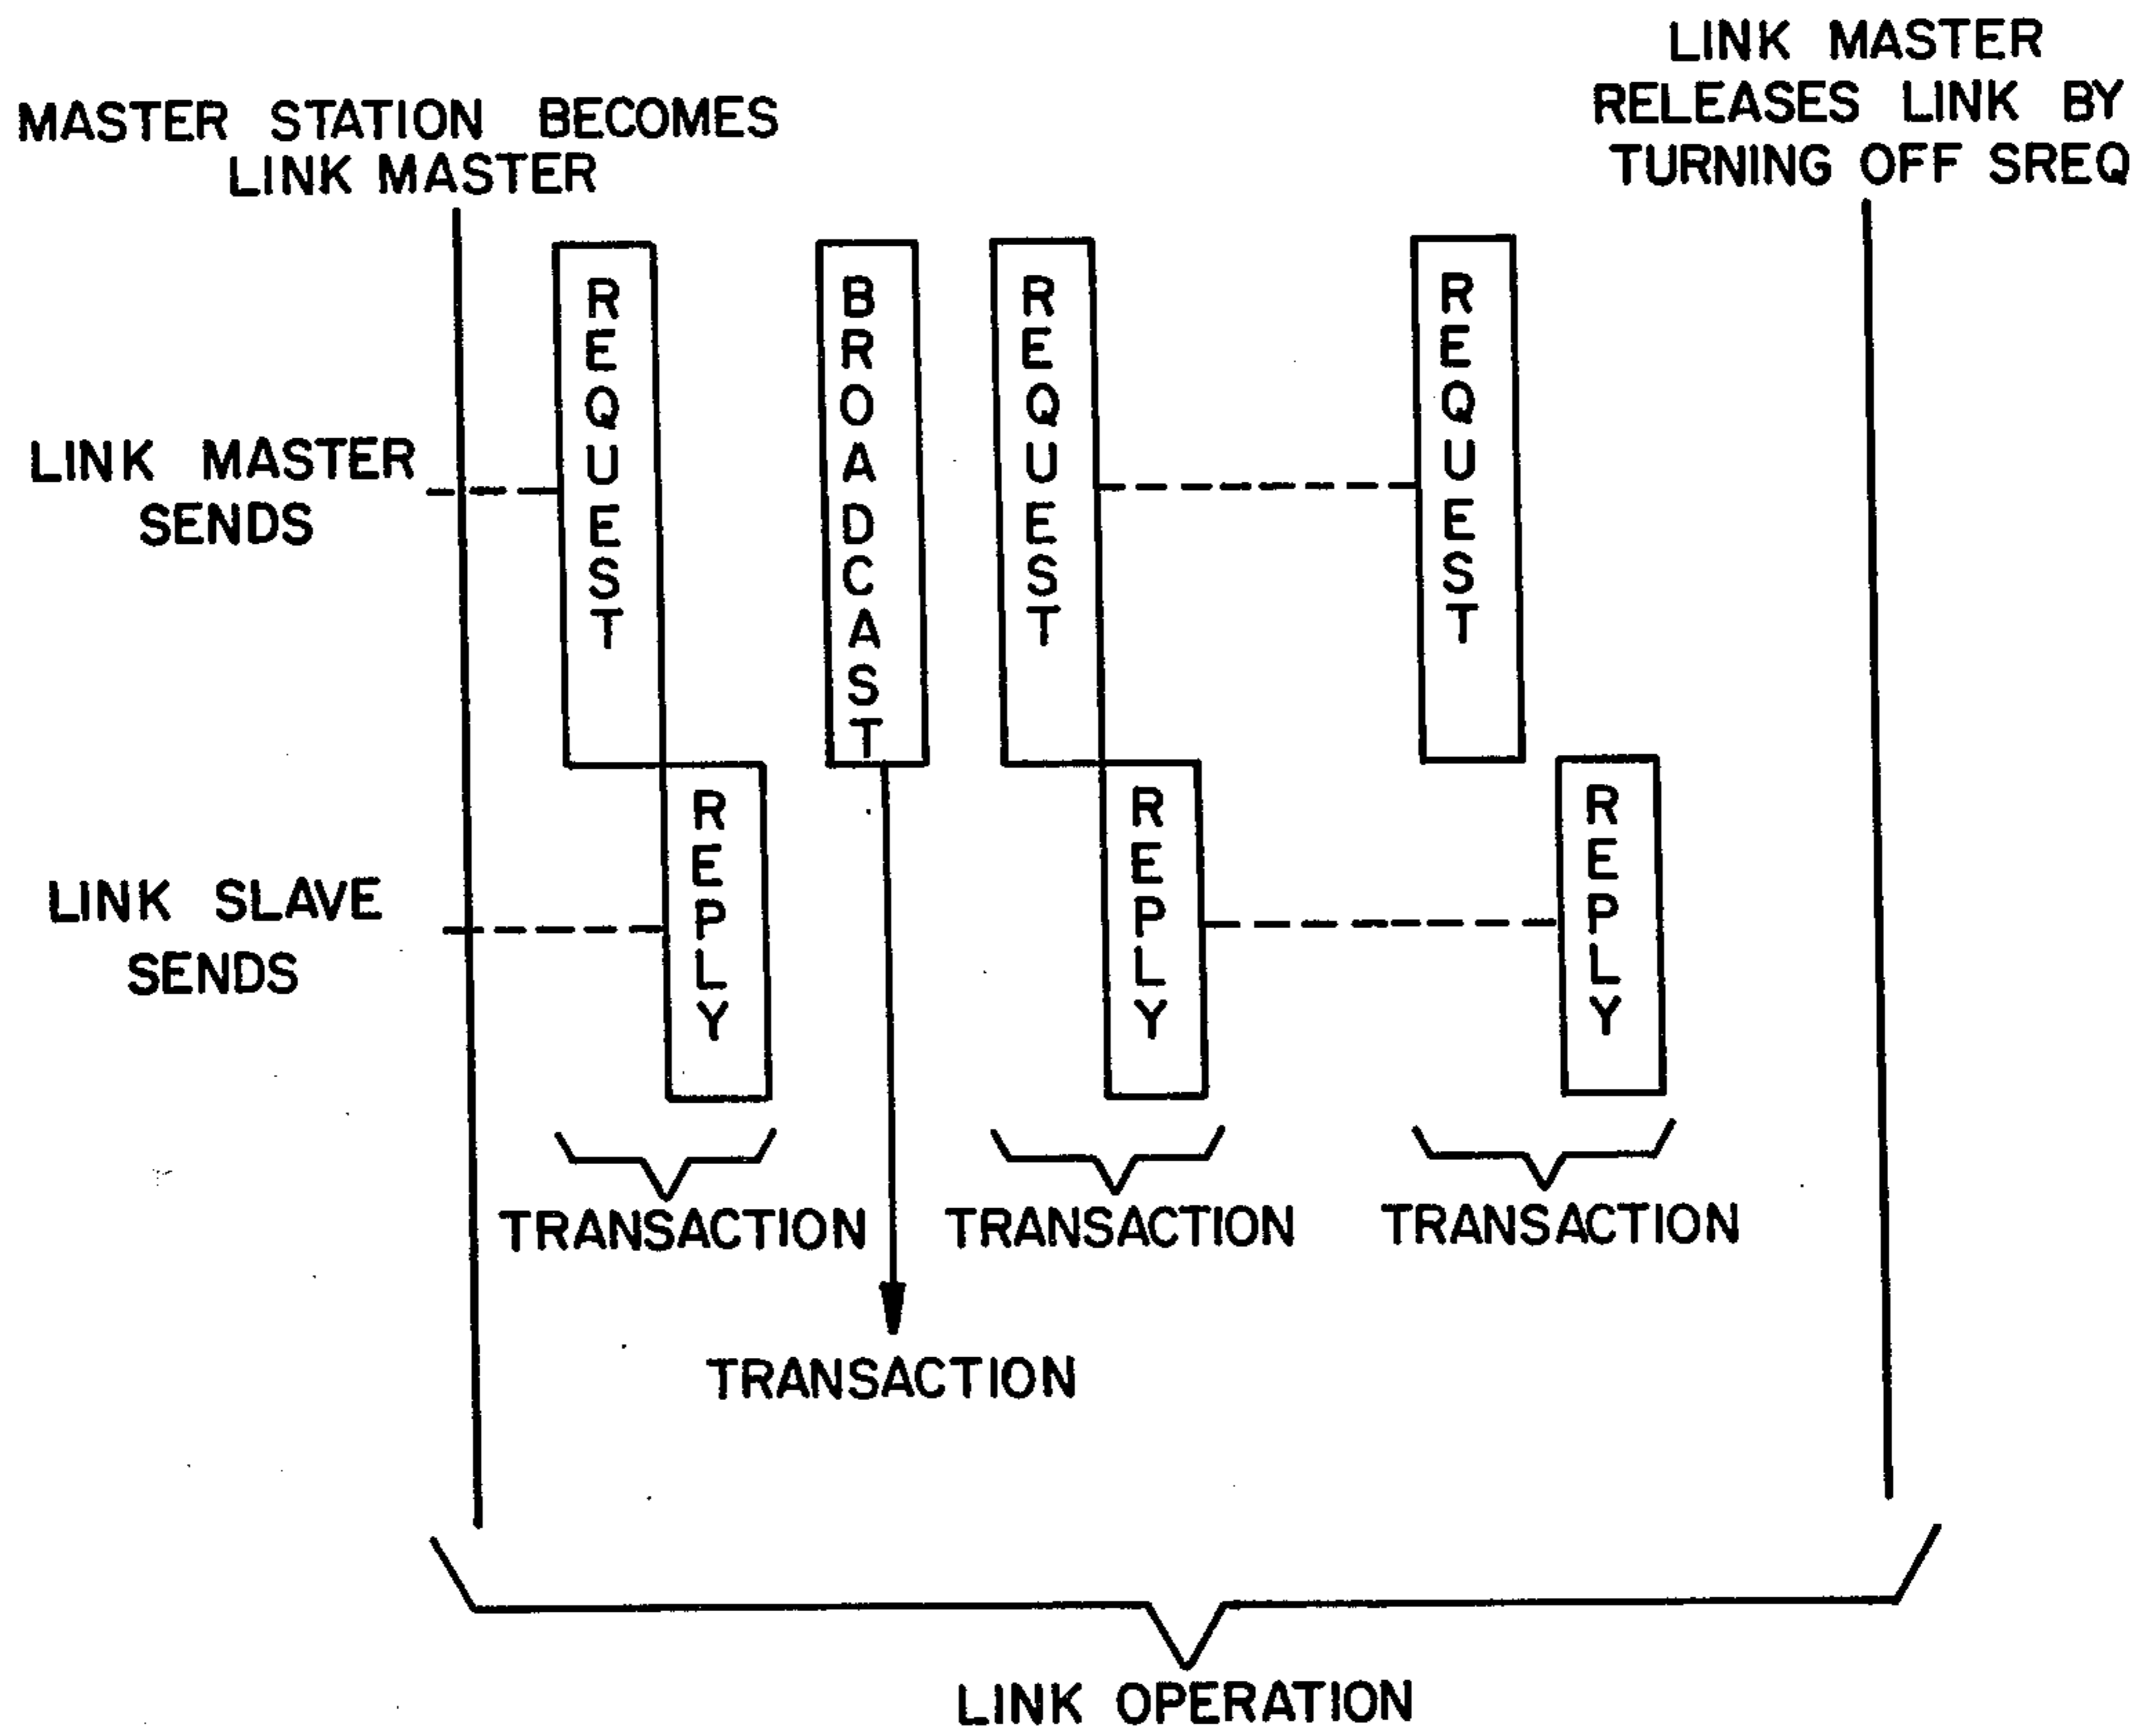 LINK MASTER
RELEASES LINK BY
TURNING OFF SREQ
MASTER STATION BECOMES
LINK MASTER
LINK MASTER
SENDS
REQUEST
BROADCAST
REQUEST
REQUEST
LINK SLAVE
SENDS
REPLY
REPLY
REPLY
TRANSACTION
TRANSACTION
TRANSACTION
TRANSACTION
LINK OPERATION